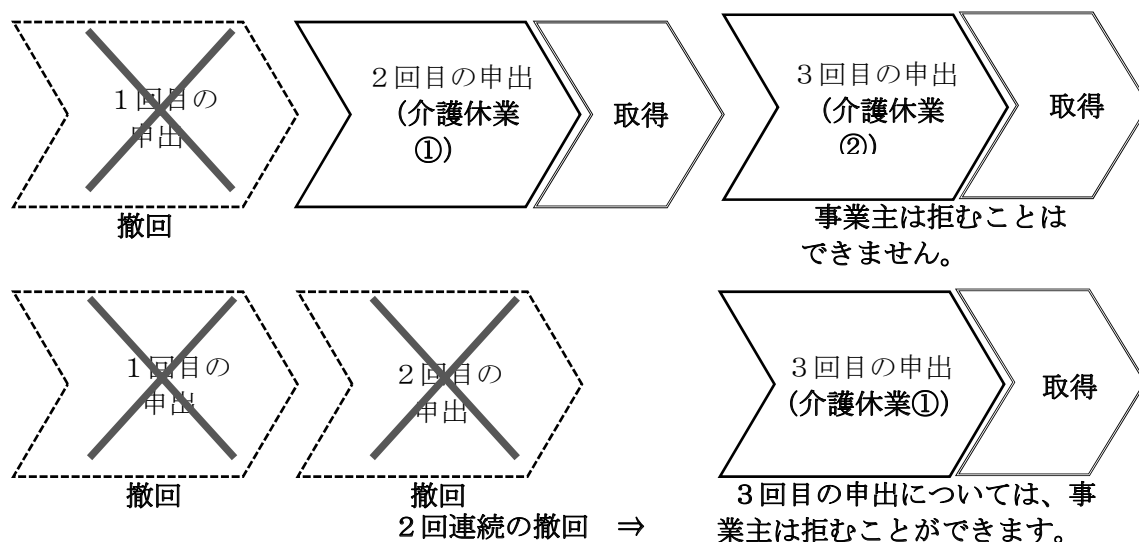 １回目の
申出
撤回
２回目の申出
(介護休業
①)
取得
３回目の申出
(介護休業
②)
取得
事業主は拒むことは
できません。
１回目の
申出
撤回
２回目の
申出
撤回
２回連続の撤回　⇒
３回目の申出
(介護休業①)
取得
３回目の申出については、事
業主は拒むことができます。